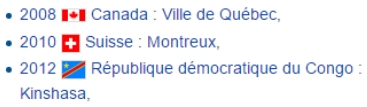 2008 Canada : Ville de Québec,
2010 Suisse : Montreux,
2012 République démocratique du Congo :
Kinshasa,